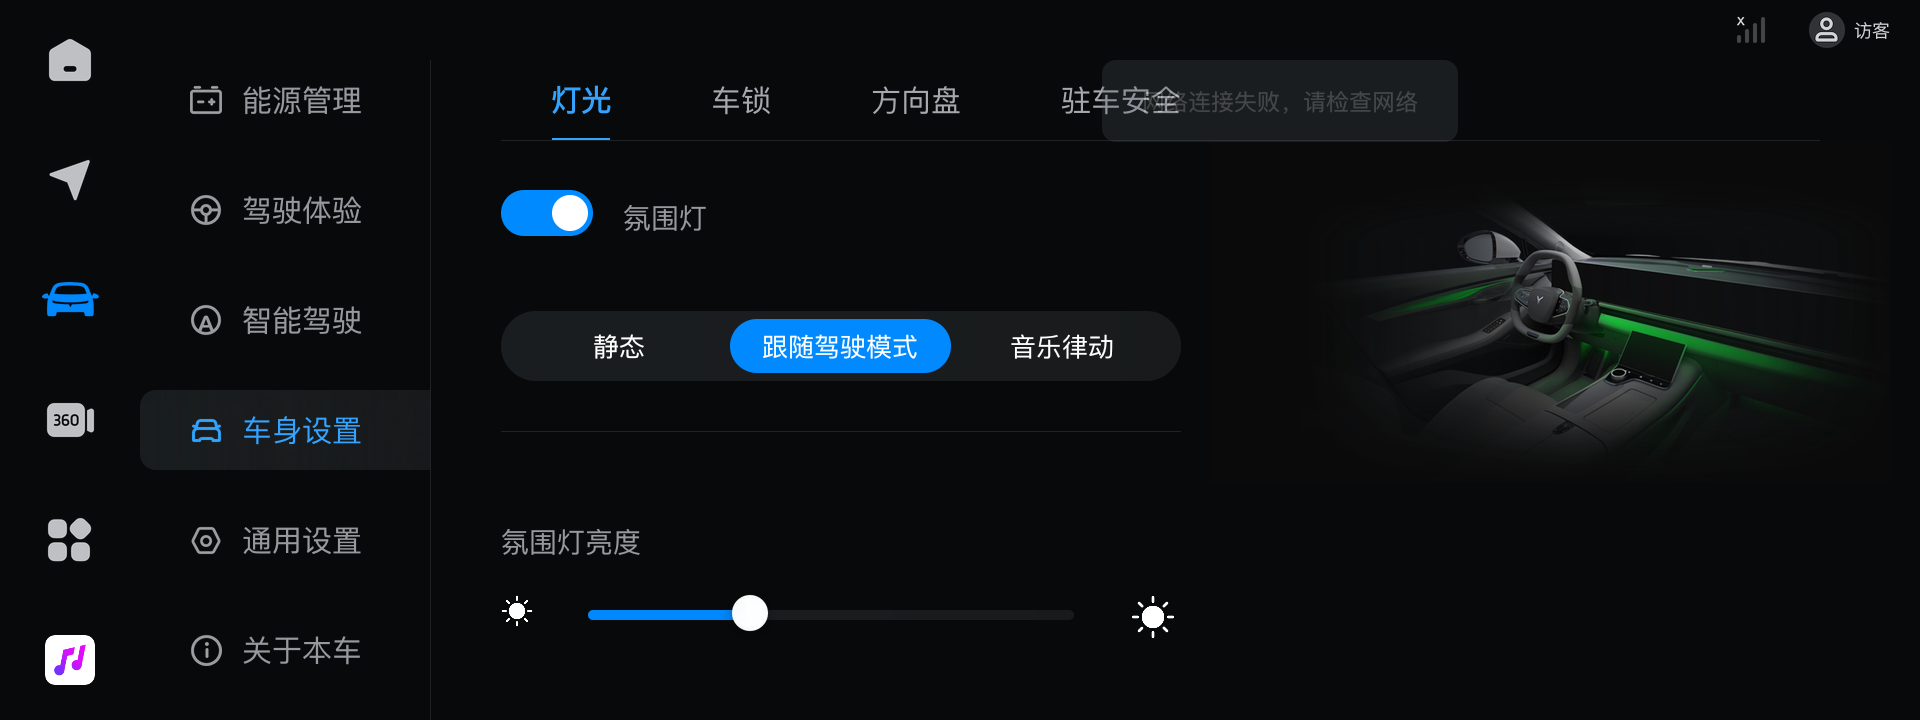 访客
能源管理
驾驶体验
智能驾驶
车身设置
通用设置
关于本车
360
灯光
车锁
方向盘
驻车安全
网络连接失败，请检查网络
氛围灯
静态
跟随驾驶模式
音乐律动
氛围灯亮度